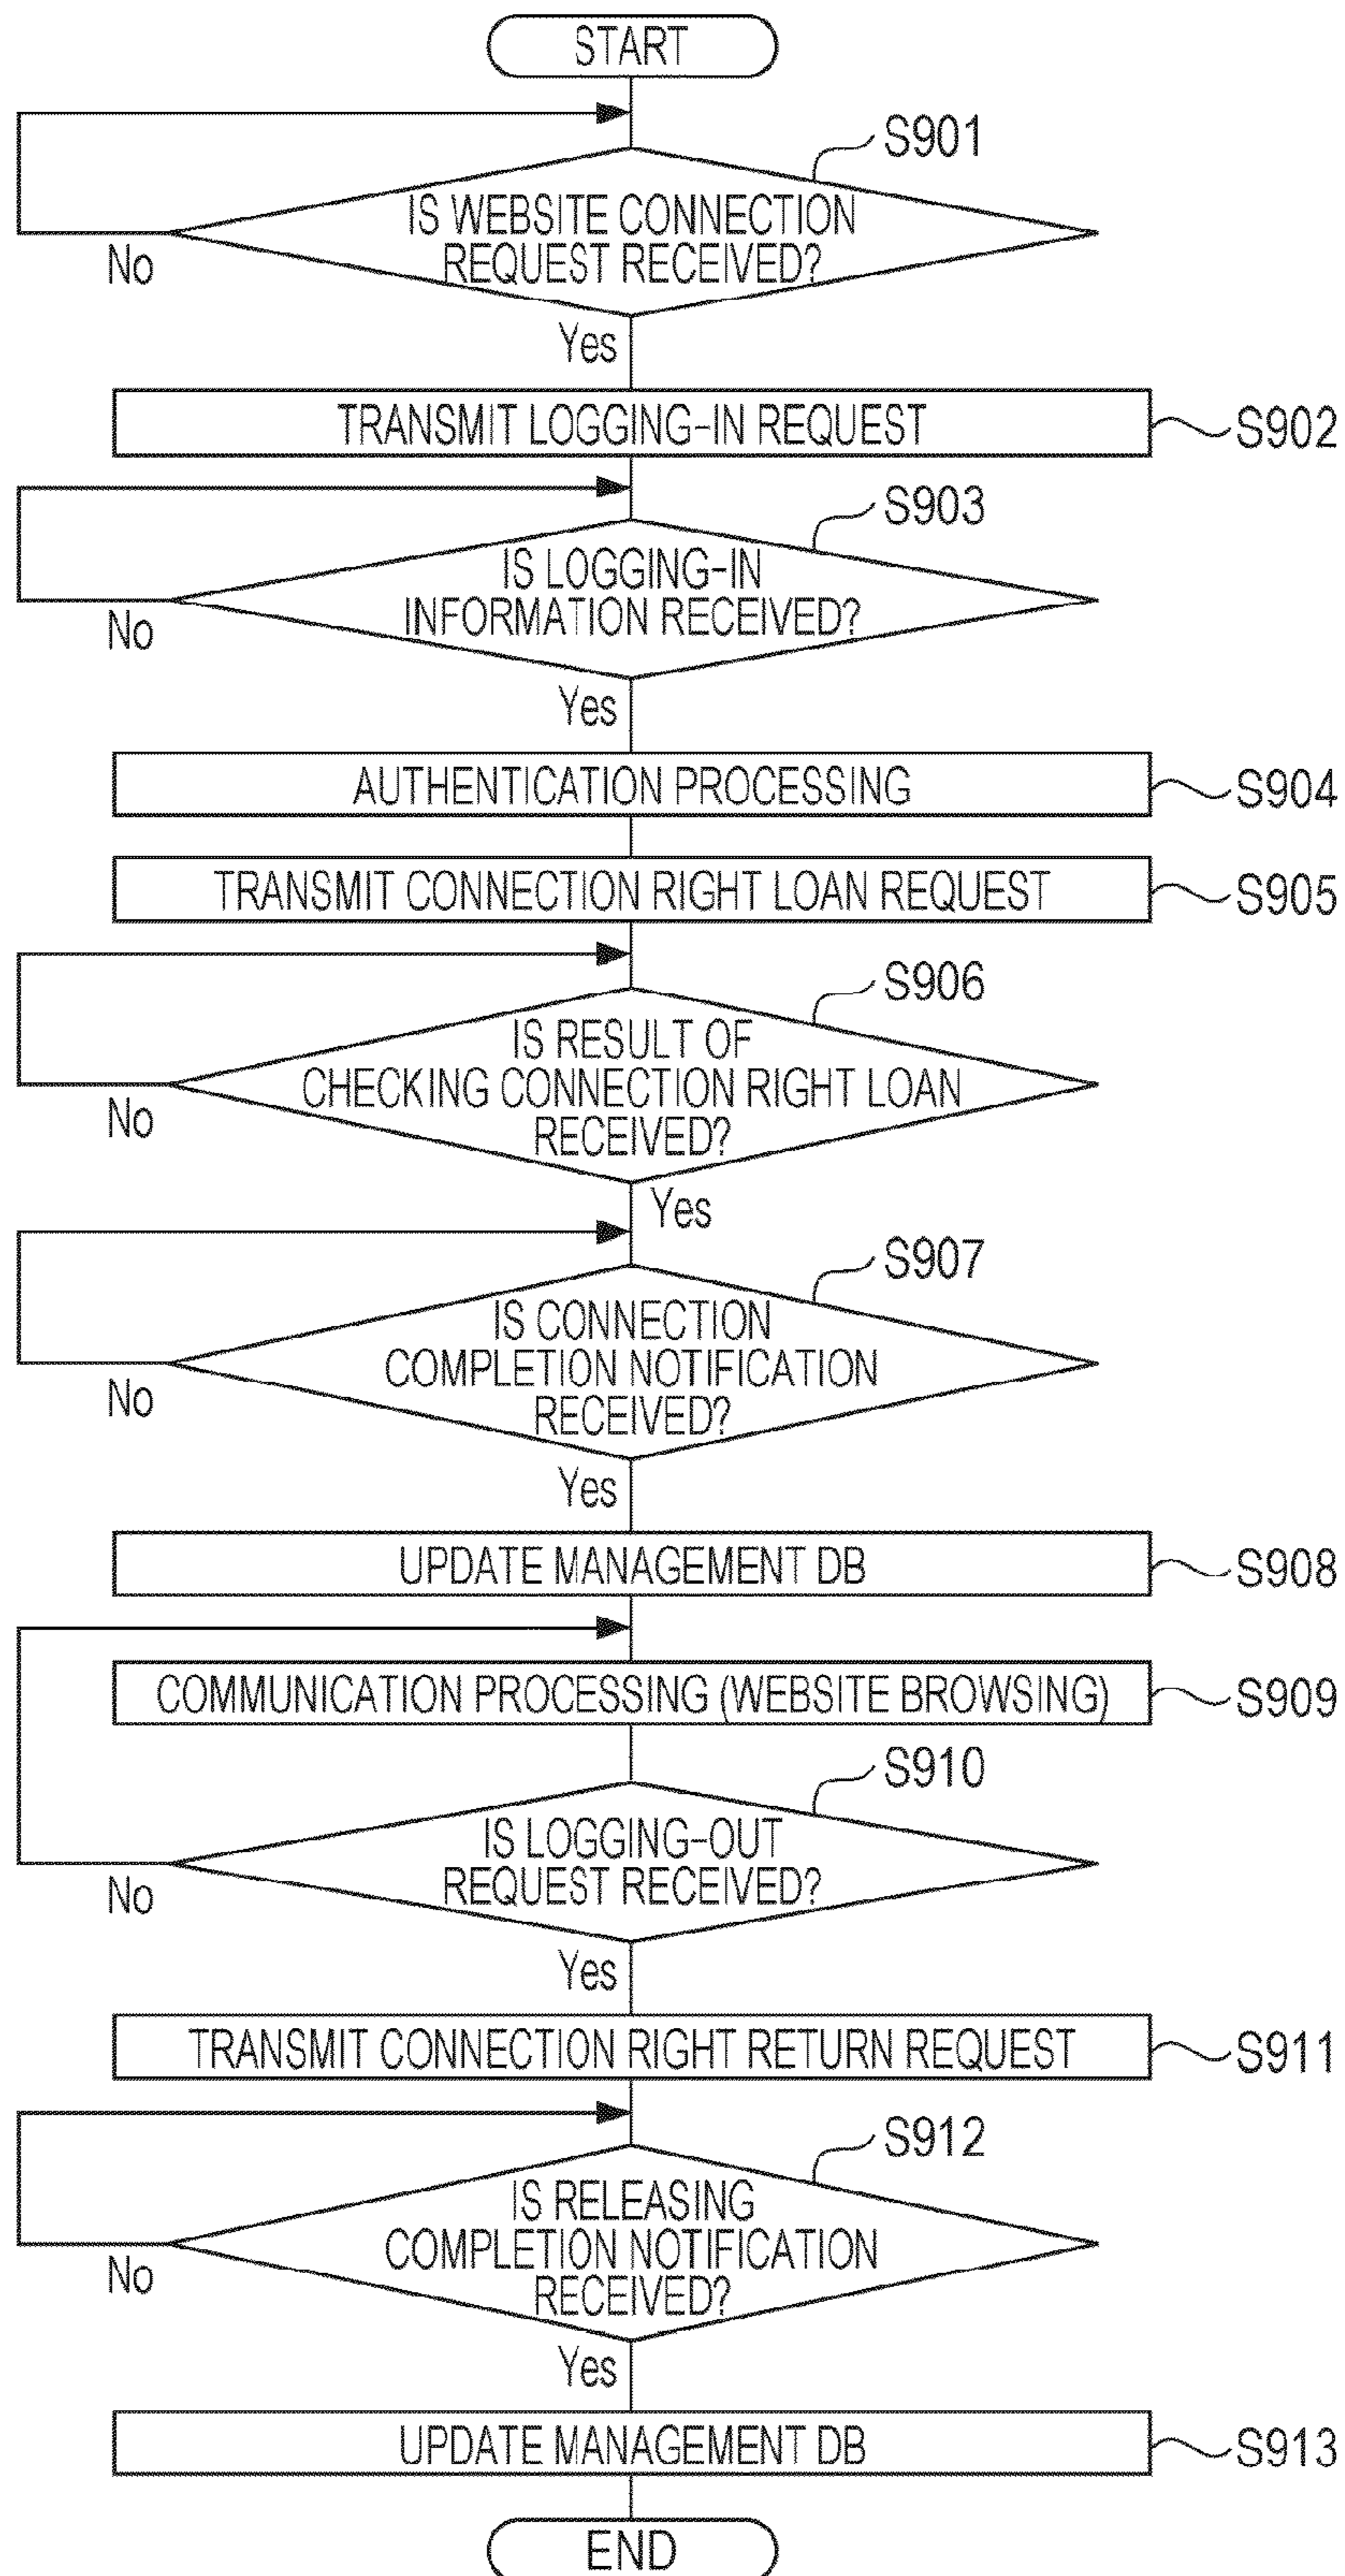 START
S901
IS WEBSITE CONNECTION
REQUEST RECEIVED?
No
Yes
TRANSMIT LOGGING-IN REQUEST
S902
S903
IS LOGGING-IN
INFORMATION RECEIVED?
No
Yes
AUTHENTICATION PROCESSING
S904
TRANSMIT CONNECTION RIGHT LOAN REQUEST
S905
S906
IS RESULT OF
CHECKING CONNECTION RIGHT LOAN
RECEIVED?
No
Yes
S907
IS CONNECTION
COMPLETION NOTIFICATION
RECEIVED?
No
Yes
UPDATE MANAGEMENT DB
S908
COMMUNICATION PROCESSING (WEBSITE BROWSING)
S909
S910
IS LOGGING-OUT
REQUEST RECEIVED?
No
Yes
TRANSMIT CONNECTION RIGHT RETURN REQUEST
S911
S912
IS RELEASING
COMPLETION NOTIFICATION
RECEIVED?
No
Yes
UPDATE MANAGEMENT DB
S913
END